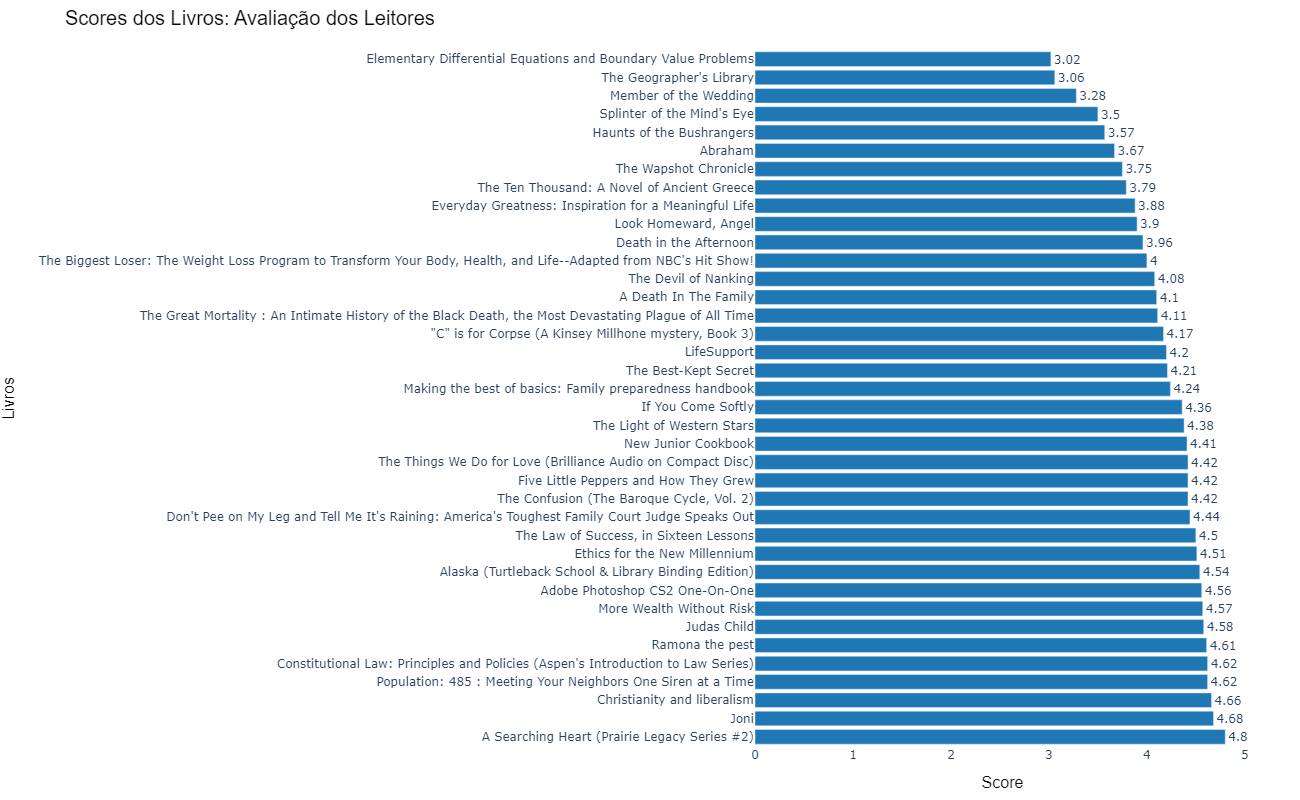 Scores dos Livros: Avaliação dos Leitores
Elementary Differential Equations and Boundary Value Problems 3.02
The Geographer's Library 3.06
Member of the Wedding 3.28
Splinter of the Mind's Eye 3.5
Haunts of the Bushrangers 3.57
Abraham 3.67
The Wapshot Chronicle 3.75
The Ten Thousand: A Novel of Ancient Greece 3.79
Everyday Greatness: Inspiration for a Meaningful Life 3.88
Look Homeward, Angel 3.9
Death in the Afternoon 3.96
The Biggest Loser: The Weight Loss Program to Transform Your Body, Health, and Life--Adapted from NBC's Hit Show! 4
The Devil of Nanking 4.08
A Death In The Family 4.1
The Great Mortality : An Intimate History of the Black Death, the Most Devastating Plague of All Time 4.11
"C" is for Corpse (A Kinsey Millhone mystery, Book 3) 4.17
LifeSupport 4.2
The Best-Kept Secret 4.21
Making the best of basics: Family preparedness handbook 4.24
If You Come Softly 4.36
The Light of Western Stars 4.38
New Junior Cookbook 4.41
The Things We Do for Love (Brilliance Audio on Compact Disc) 4.42
Five Little Peppers and How They Grew 4.42
The Confusion (The Baroque Cycle, Vol. 2) 4.42
Don't Pee on My Leg and Tell Me It's Raining: America's Toughest Family Court Judge Speaks Out 4.44
The Law of Success, in Sixteen Lessons 4.5
Ethics for the New Millennium 4.51
Alaska (Turtleback School & Library Binding Edition) 4.54
Adobe Photoshop CS2 One-On-One 4.56
More Wealth Without Risk 4.57
Judas Child 4.58
Ramona the pest 4.61
Constitutional Law: Principles and Policies (Aspen's Introduction to Law Series) 4.62
Population: 485 : Meeting Your Neighbors One Siren at a Time 4.62
Christianity and liberalism 4.66
Joni 4.68
A Searching Heart (Prairie Legacy Series #2) 4.8
0 1 2 3 4 5
Score
Livros